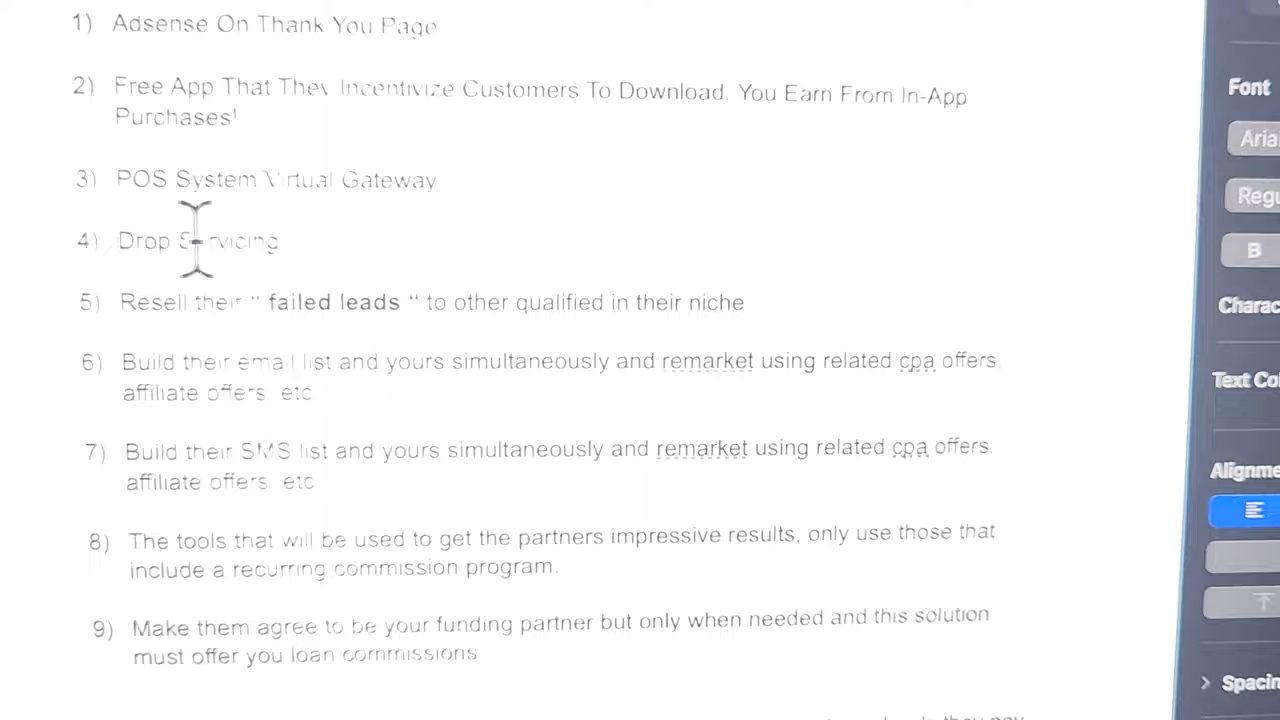 1) Adsense On Thank You Page
2) Free App That They Incentivize Customers To Download. You Earn From In-App
Purchases!
3) POS System Virtual Gateway
4) Drop Servicing
5) Resell their " failed leads " to other qualified in their niche
6) Build their email list and yours simultaneously and remarket using related cpa offers,
affiliate offers, etc
7) Build their SMS list and yours simultaneously and remarket using related cpa offers,
affiliate offers, etc
8) The tools that will be used to get the partners impressive results, only use those that
include a recurring commission program.
9) Make them agree to be your funding partner but only when needed and this solution
must offer you loan commissions
they pay
Font
Aria
Regu
B
Charac
Text Col
Alignme
Spacin